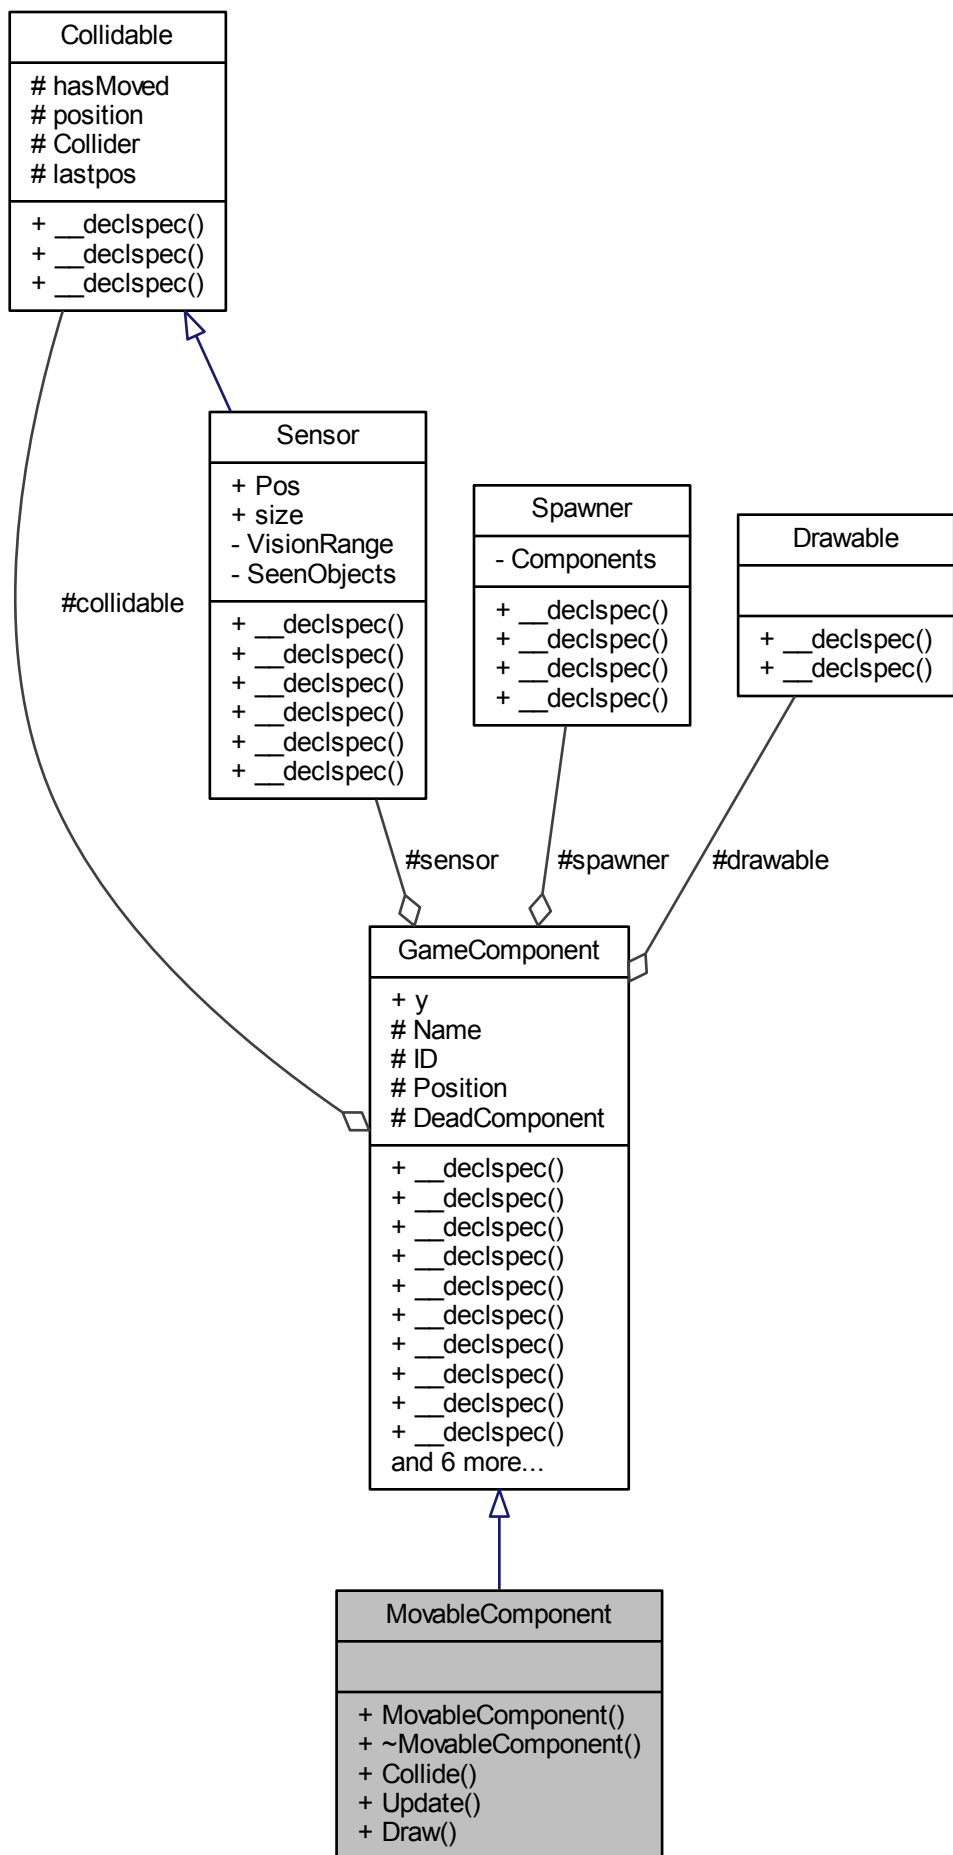 Collidable
# hasMoved
# position
# Collider
# lastpos
+ __declspec()
+ __declspec()
+ __declspec()
Sensor
+ Pos
+ size
- VisionRange
- SeenObjects
+ __declspec()
+ __declspec()
+ __declspec()
+ __declspec()
+ __declspec()
+ __declspec()
Spawner
- Components
+ __declspec()
+ __declspec()
+ __declspec()
+ __declspec()
Drawable
+ __declspec()
+ __declspec()
#collidable
#sensor
#spawner
#drawable
GameComponent
+ y
# Name
# ID
# Position
# DeadComponent
+ __declspec()
+ __declspec()
+ __declspec()
+ __declspec()
+ __declspec()
+ __declspec()
+ __declspec()
+ __declspec()
+ __declspec()
+ __declspec()
and 6 more...
MovableComponent
+ MovableComponent()
+ ~MovableComponent()
+ Collide()
+ Update()
+ Draw()